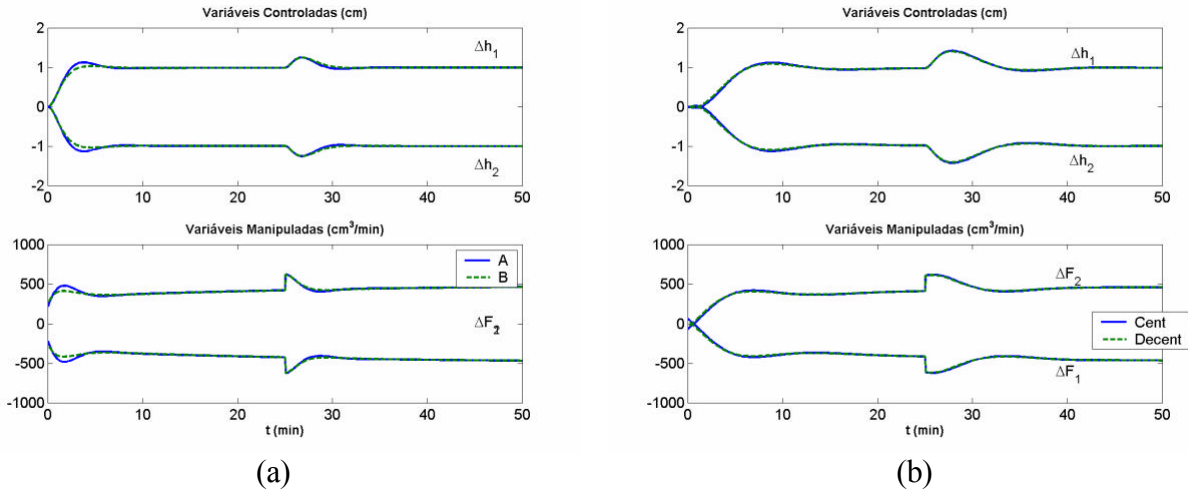 Variáveis Controladas (cm)
2
1
0
-1
-2
Δh1
Δh2
0 10 20 30 40 50
Variáveis Manipuladas (cm³/min)
1000
500
0
-500
-1000
A
B
0 10 20 30 40 50
t (min)
(a)
Variáveis Controladas (cm)
2
1
0
-1
-2
Δh1
Δh2
0 10 20 30 40 50
Variáveis Manipuladas (cm³/min)
1000
500
0
-500
-1000
ΔF2
Cent
Decent
ΔF1
0 10 20 30 40 50
t (min)
(b)